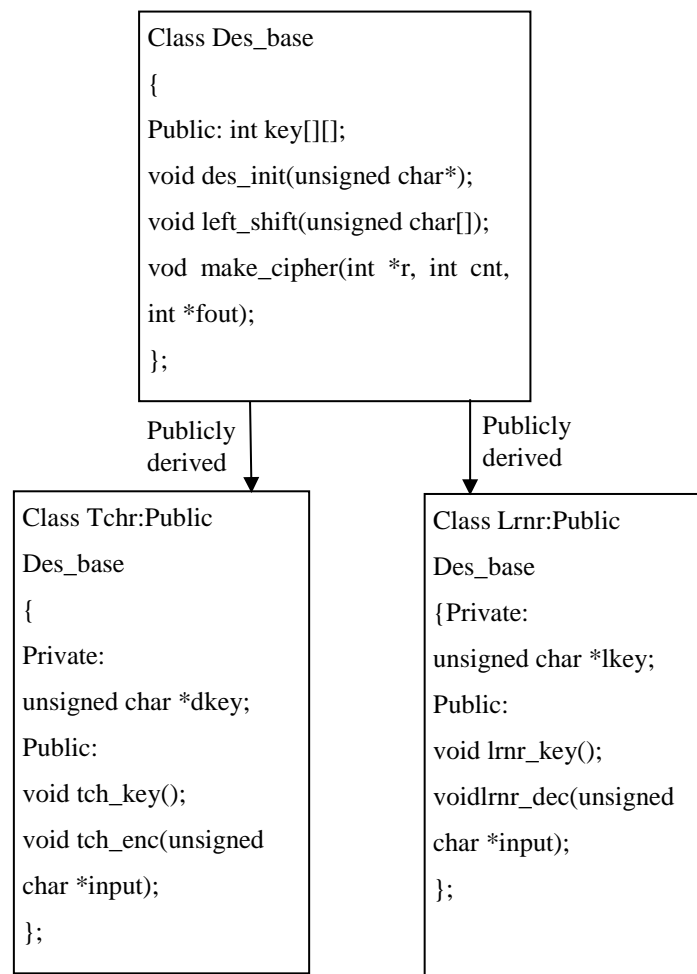 Class Des_base
{
Public: int key[][];
void des_init(unsigned char*);
void left_shift(unsigned char[]);
vod make_cipher(int *r, int cnt,
int *fout);
};
Publicly
derived
Publicly
derived
Class Tchr:Public
Des_base
{
Private:
unsigned char *dkey;
Public:
void tch_key();
void tch_enc(unsigned
char *input);
};
Class Lrnr:Public
Des_base
{Private:
unsigned char *lkey;
Public:
void lrnr_key();
voidlrnr_dec(unsigned
char *input);
};